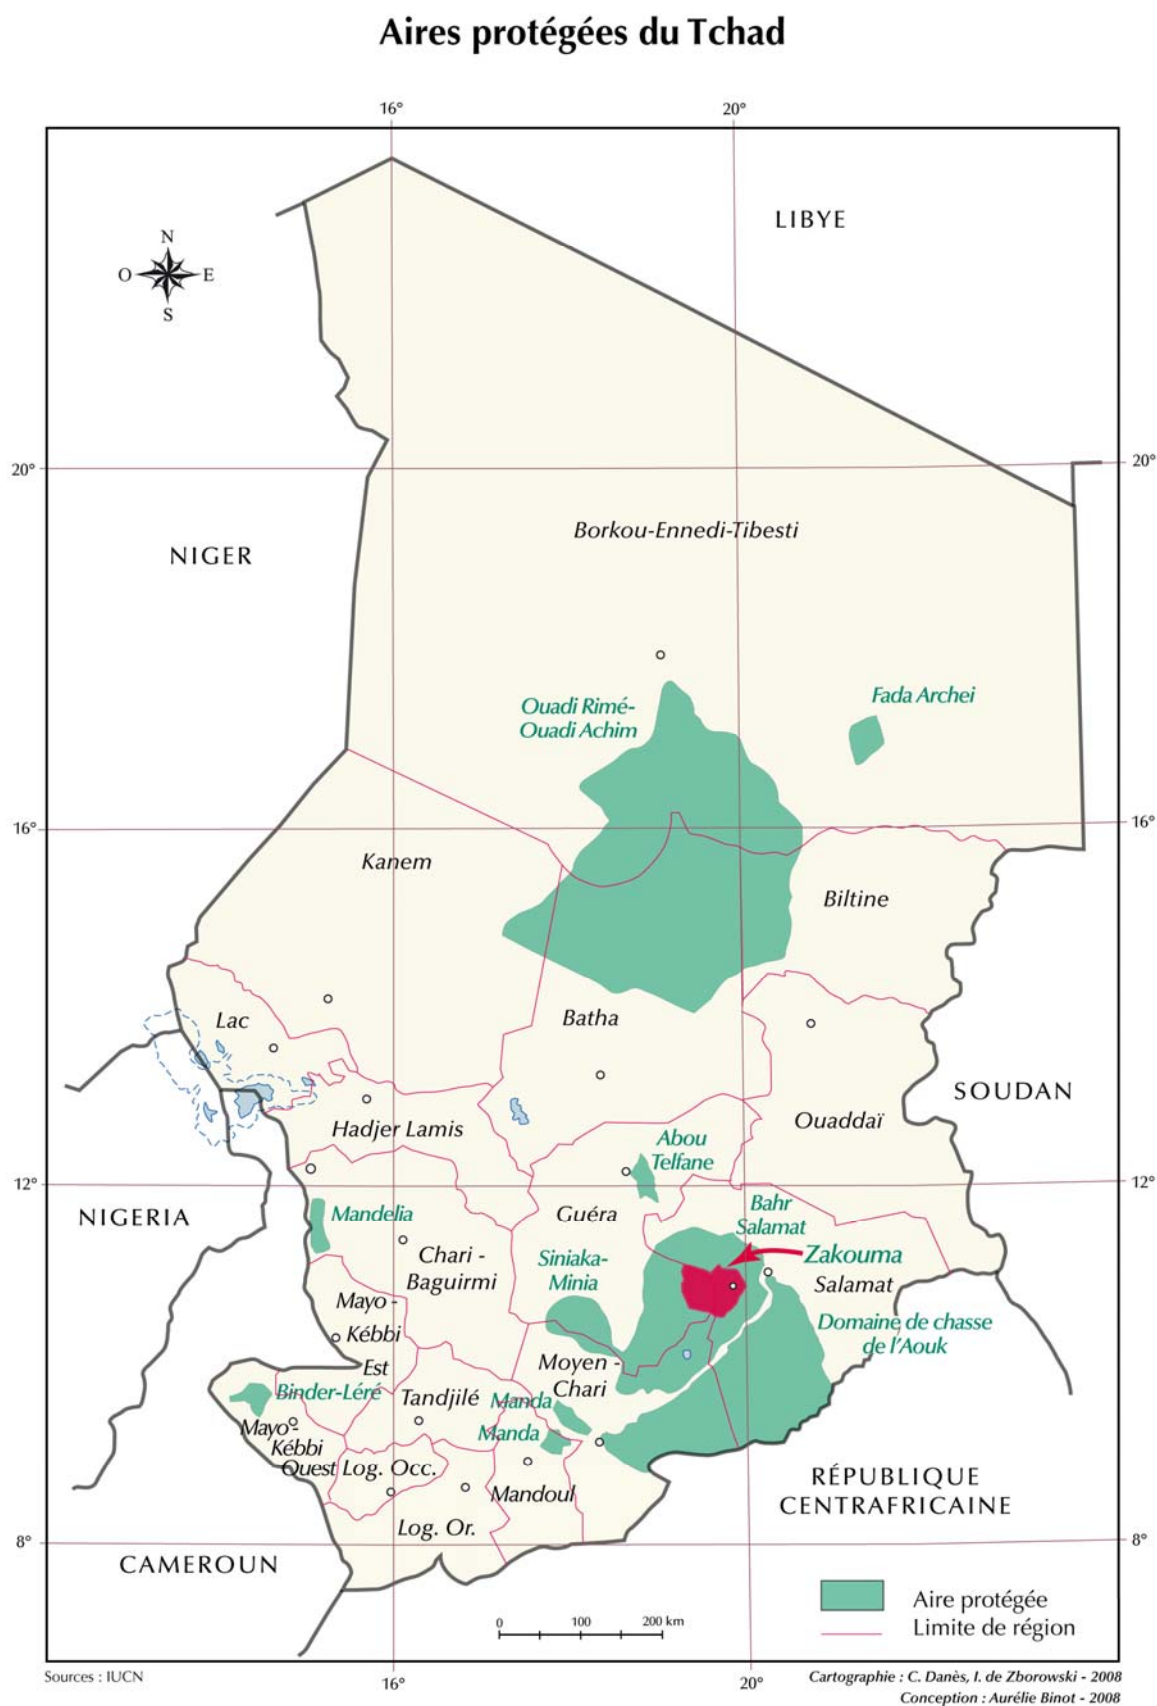 Aires protégées du Tchad
16°
20°
LIBYE
N
O
E
S
20°
20°
Borkou-Ennedi-Tibesti
NIGER
Ouadi Rimé-
Ouadi Achim
Fada Archei
16°
16°
Kanem
Biltine
Lac
Batha
SOUDAN
Ouaddaï
Hadjer Lamis
Abou
Telfane
12°
12°
NIGERIA
Mandelia
Guéra
Bahr
Salamat
Chari -
Baguirmi
Siniaka-
Minia
Zakouma
Salamat
Mayo -
Kébbi
Est
Domaine de chasse
de l'Aouk
Moyen -
Chari
Binder-Léré
Tandjilé
Manda
Manda
Mayo-
Kébbi
Ouest
Log. Occ.
Mandoul
RÉPUBLIQUE
CENTRAFRICAINE
Log. Or.
8°
8°
CAMEROUN
Aire protégée
Limite de région
0
100
200 km
16°
20°
Sources : IUCN
Cartographie : C. Danès, I. de Zborowski - 2008
Conception : Aurélie Binot - 2008